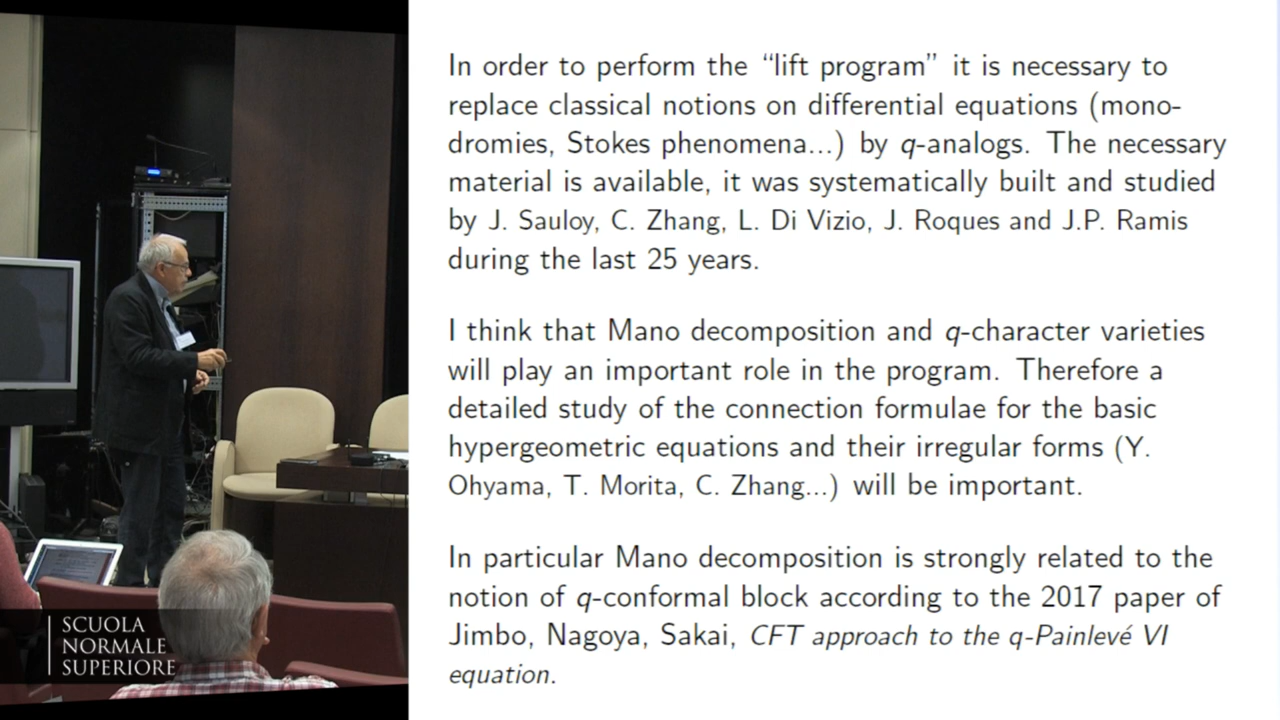 In order to perform the “lift program” it is necessary to
replace classical notions on differential equations (mono-
dromies, Stokes phenomena...) by q-analogs. The necessary
material is available, it was systematically built and studied
by J. Sauloy, C. Zhang, L. Di Vizio, J. Roques and J.P. Ramis
during the last 25 years.
I think that Mano decomposition and q-character varieties
will play an important role in the program. Therefore a
detailed study of the connection formulae for the basic
hypergeometric equations and their irregular forms (Y.
Ohyama, T. Morita, C. Zhang...) will be important.
In particular Mano decomposition is strongly related to the
notion of q-conformal block according to the 2017 paper of
Jimbo, Nagoya, Sakai, CFT approach to the q-Painlevé VI
equation.
SCUOLA
NORMALE
SUPERIORE